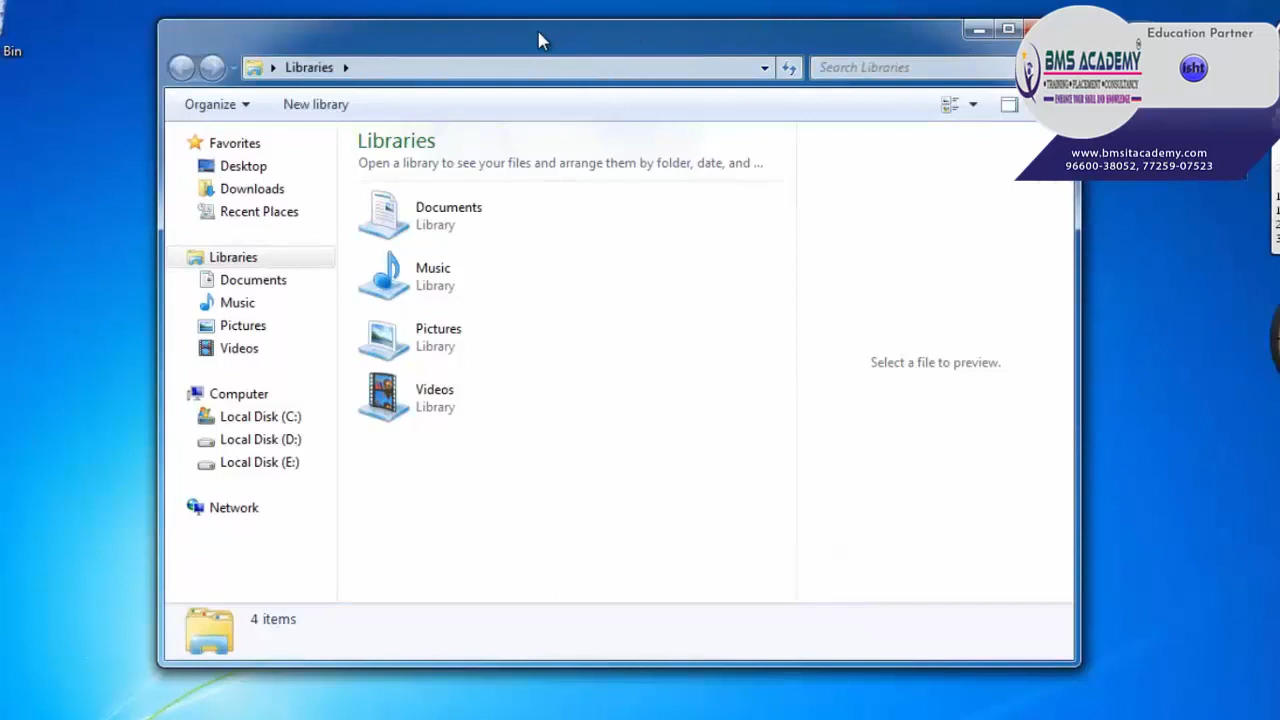 Bin
Libraries
Search Libraries
Organize
New library
Favorites
Desktop
Downloads
Recent Places
Libraries
Documents
Music
Pictures
Videos
Computer
Local Disk (C:)
Local Disk (D:)
Local Disk (E:)
Network
Libraries
Open a library to see your files and arrange them by folder, date, and ...
Documents
Library
Music
Library
Pictures
Library
Videos
Library
Select a file to preview.
4 items
Education Partner
BMS ACADEMY
TRAINING PLACEMENT CONSULTANCY
ENHANCE YOUR SKILL AND KNOWLEDGE
isht
www.bmsitacademy.com
96600-38052, 77259-07523